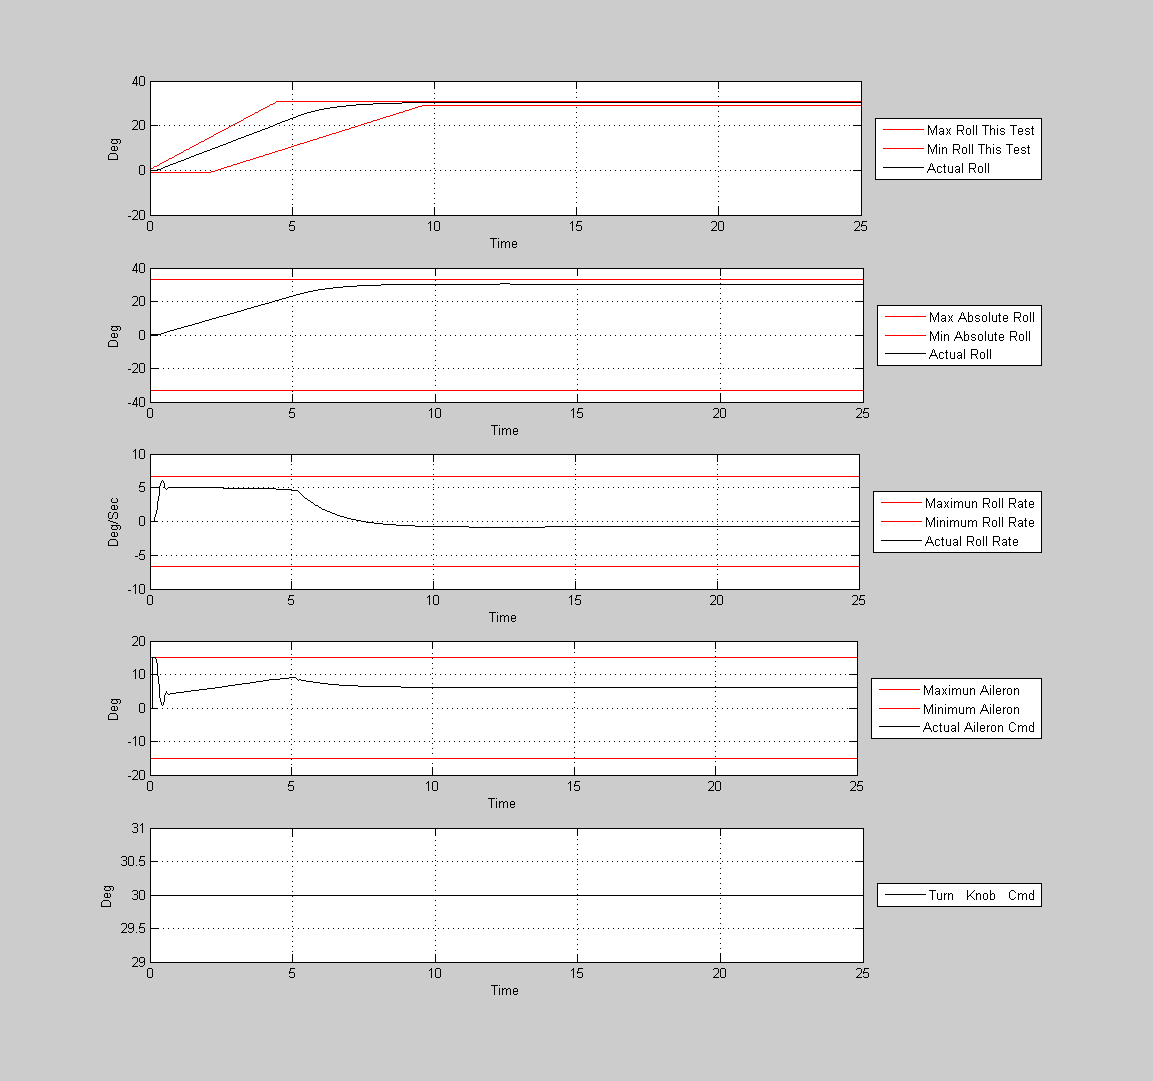 40
20
0
-20
Deg
0 5 10 15 20 25
Time
Max Roll This Test
Min Roll This Test
Actual Roll
40
20
0
-20
-40
Deg
0 5 10 15 20 25
Time
Max Absolute Roll
Min Absolute Roll
Actual Roll
10
5
0
-5
-10
Deg/Sec
0 5 10 15 20 25
Time
Maximun Roll Rate
Minimum Roll Rate
Actual Roll Rate
20
10
0
-10
-20
Deg
0 5 10 15 20 25
Time
Maximun Aileron
Minimum Aileron
Actual Aileron Cmd
31
30.5
30
29.5
29
Deg
0 5 10 15 20 25
Time
Turn Knob Cmd